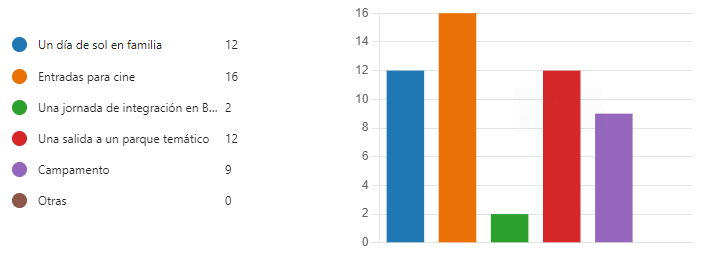 Un día de sol en familia 12
Entradas para cine 16
Una jornada de integración en B... 2
Una salida a un parque temático 12
Campamento 9
Otras 0
16
14
12
10
8
6
4
2
0